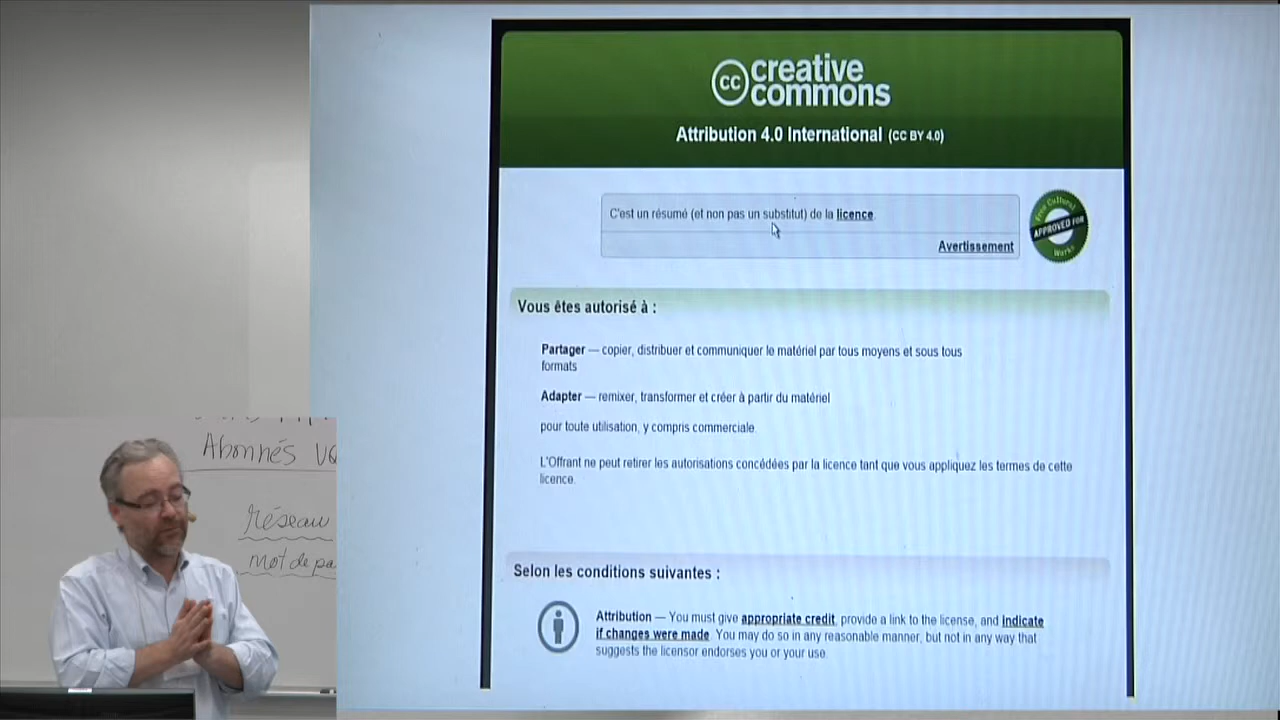 cc creative
commons
Attribution 4.0 International (CC BY 4.0)
C'est un résumé (et non pas un substitut) de la licence.
Avertissement
Free Cultural
APPROVED FOR
Works
Vous êtes autorisé à :
Partager — copier, distribuer et communiquer le matériel par tous moyens et sous tous
formats
Adapter — remixer, transformer et créer à partir du matériel
pour toute utilisation, y compris commerciale.
L'Offrant ne peut retirer les autorisations concédées par la licence tant que vous appliquez les termes de cette
licence.
Selon les conditions suivantes :
Attribution — You must give appropriate credit, provide a link to the license, and indicate
if changes were made. You may do so in any reasonable manner, but not in any way that
suggests the licensor endorses you or your use.
Abonnés
réseau
mot de pa